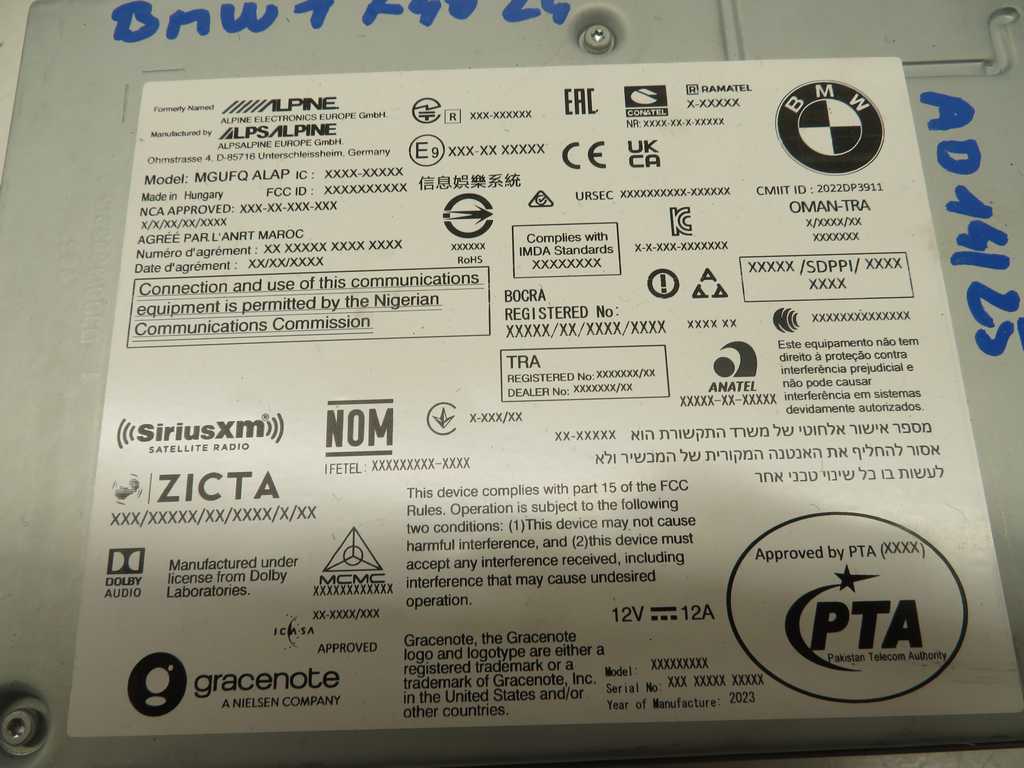 BMW 7 
Formerly Named ALPINE
ALPINE ELECTRONICS EUROPE GmbH.
Manufactured by ALPSALPINE
ALPSALPINE EUROPE GmbH.
Ohmstrasse 4, D-85716 Unterschleissheim, Germany
Model: MGUFQ ALAP IC : XXXX-XXXXX
Made in Hungary FCC ID : XXXXXXXXXX
NCA APPROVED: XXX-XX-XXX-XXX
X/X/XX/XX/XXXX
AGRÉÉ PAR L'ANRT MAROC
Numéro d'agrément : XX XXXXX XXXX XXXX
Date d'agrément : XX/XX/XXXX
Connection and use of this communications
equipment is permitted by the Nigerian
Communications Commission
R XXX-XXXXXX
E9 XXX-XX XXXXX
信息娛樂系統
XXXXXX
RoHS
EAC
CE
CONATEL
NR: XXXX-XX-X-XXXXX
UK
CA
R RAMATEL
X-XXXXX
BMW
URSEC XXXXXXXXXX-XXXXXX
CMIIT ID : 2022DP3911
OMAN-TRA
X/XXXX/XX
XXXXXXX
Complies with
IMDA Standards
XXXXXXXX
X-X-XXX-XXXXXXX
XXXXX /SDPPI/ XXXX
XXXX
BOCRA
REGISTERED No:
XXXXX/XX/XXXX/XXXX
XXXX XX
XXXXXXXXXXXXXX
TRA
REGISTERED No: XXXXXXX/XX
DEALER No: XXXXXXX/XX
ANATEL
XXXXX-XX-XXXXX
Este equipamento não tem
direito à proteção contra
interferência prejudicial e
não pode causar
interferência em sistemas
devidamente autorizados.
SiriusXM
SATELLITE RADIO
NOM
IFETEL: XXXXXXXXX-XXXX
X-XXX/XX
XX-XXXXX מספר אישור אלחוטי של משרד התקשורת הוא
אסור להחליף את האנטנה המקורית של המכשיר ולא
לעשות בו כל שינוי טכני אחר
ZICTA
XXX/XXXXX/XX/XXXX/X/XX
DOLBY
AUDIO
Manufactured under
license from Dolby
Laboratories.
MCMC
XXXXXXXXXXXX
XX-XXXX/XXX
ICASA
APPROVED
This device complies with part 15 of the FCC
Rules. Operation is subject to the following
two conditions: (1)This device may not cause
harmful interference, and (2)this device must
accept any interference received, including
interference that may cause undesired
operation.
12V 12A
gracenote
A NIELSEN COMPANY
Gracenote, the Gracenote
logo and logotype are either a
registered trademark or a
trademark of Gracenote, Inc.
in the United States and/or
other countries.
Model: XXXXXXXXX
Serial No: XXX XXXXX XXXXX
Year of Manufacture: 2023
Approved by PTA (XXXX)
PTA
Pakistan Telecom Authority